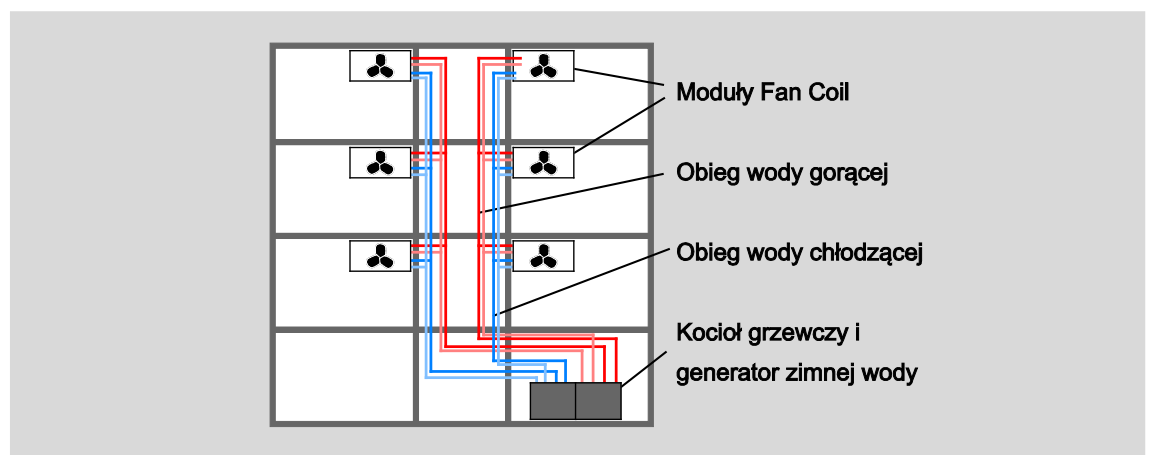 Moduły Fan Coil
Obieg wody gorącej
Obieg wody chłodzącej
Kocioł grzewczy i
generator zimnej wody